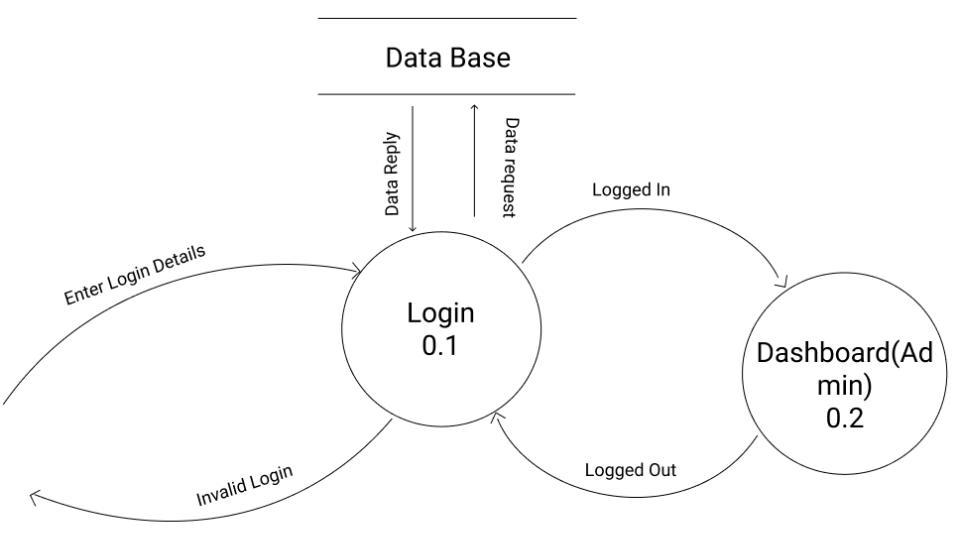 Data Base
Data Reply
Data request
Logged In
Enter Login Details
Login
0.1
Dashboard(Ad
min)
0.2
Invalid Login
Logged Out